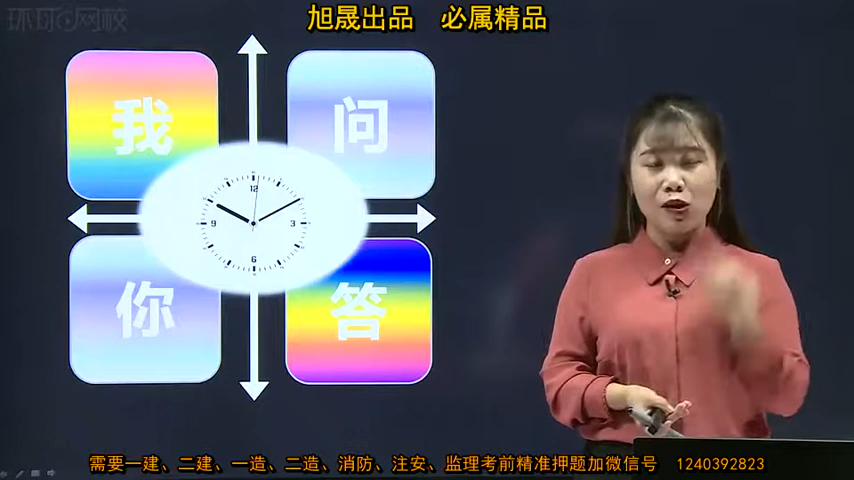 环球网校
旭晟出品 必属精品
我 问
12
9 3
6
你 答
需要一建、二建、一造、二造、消防、注安、监理考前精准押题加微信号 1240392823